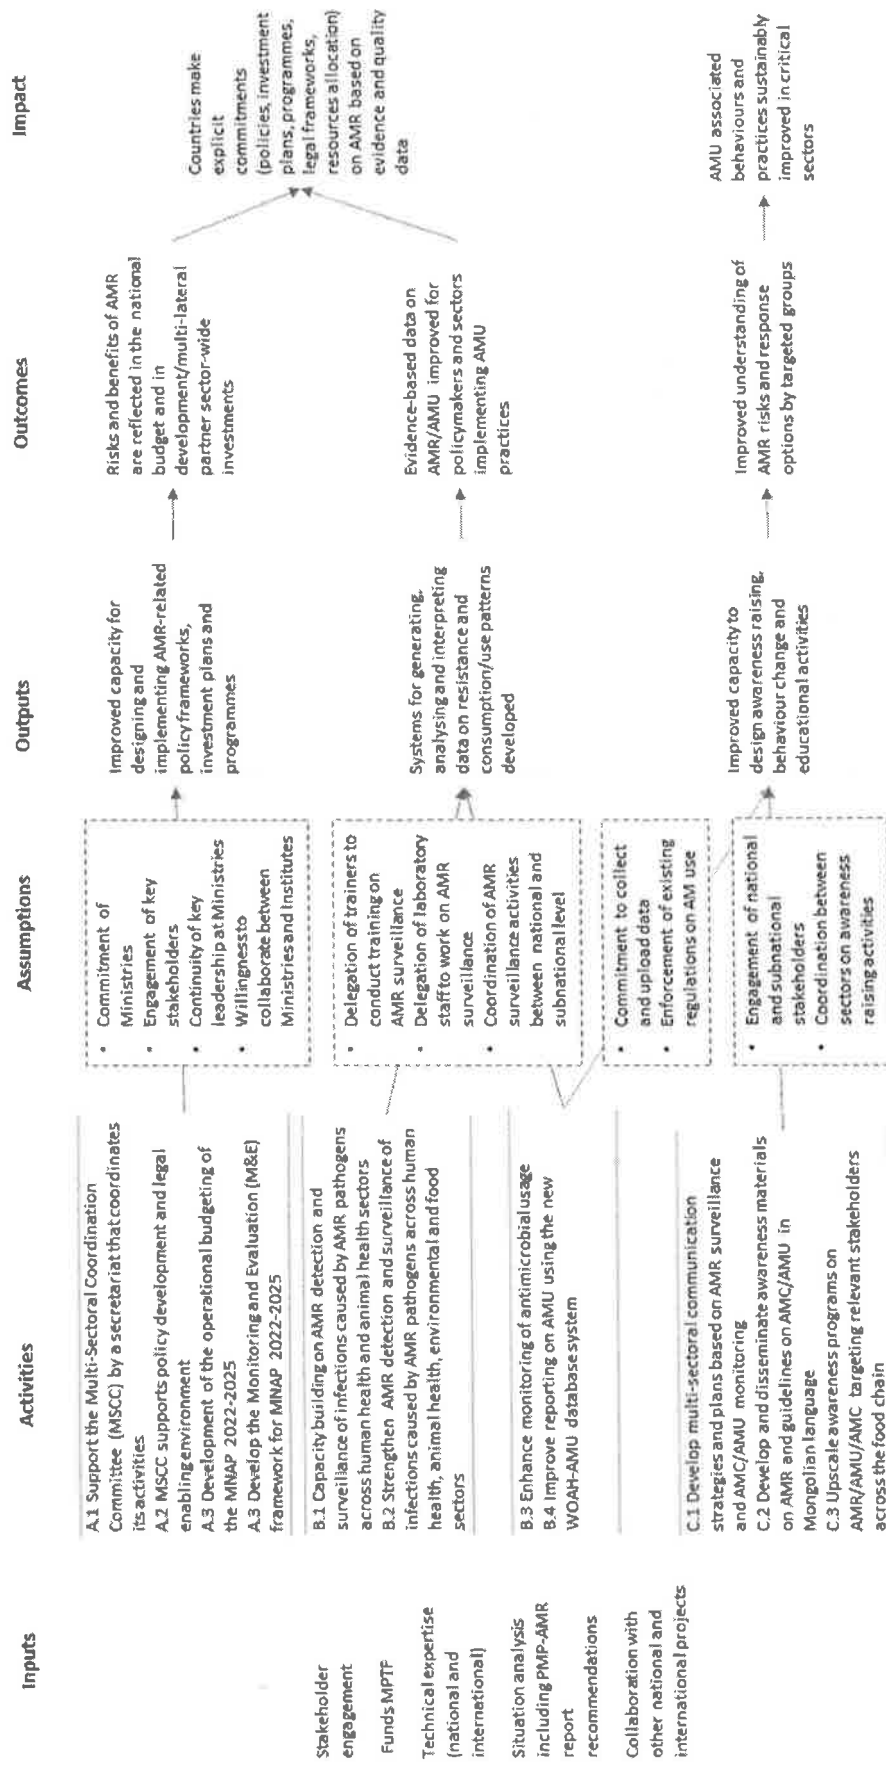 Inputs
Activities
Assumptions
Outputs
Outcomes
Impact
Stakeholder
engagement
Funds MPTF
Technical expertise
(national and
international)
Situation analysis
including PMP-AMR
report
recommendations
Collaboration with
other national and
international projects
A.1 Support the Multi-Sectoral Coordination
Committee (MSCC) by a secretariat that coordinates
its activities
A.2 MSCC supports policy development and legal
enabling environment
A.3 Development of the operational budgeting of
the MNAP 2022-2025
A.3 Develop the Monitoring and Evaluation (M&E)
framework for MNAP 2022-2025
B.1 Capacity building on AMR detection and
surveillance of infections caused by AMR pathogens
across human health and animal health sectors
B.2 Strengthen AMR detection and surveillance of
infections caused by AMR pathogens across human
health, animal health, environmental and food
sectors
B.3 Enhance monitoring of antimicrobial usage
B.4 Improve reporting on AMU using the new
WOAH-AMU database system
C.1 Develop multi-sectoral communication
strategies and plans based on AMR surveillance
and AMC/AMU monitoring
C.2 Develop and disseminate awareness materials
on AMR and guidelines on AMC/AMU in
Mongolian language
C.3 Upscale awareness programs on
AMR/AMU/AMC targeting relevant stakeholders
across the food chain
• Commitment of
Ministries
• Engagement of key
stakeholders
• Continuity of key
leadership at Ministries
• Willingness to
collaborate between
Ministries and Institutes
• Delegation of trainers to
conduct training on
AMR surveillance
• Delegation of laboratory
staff to work on AMR
surveillance
• Coordination of AMR
surveillance activities
between national and
subnational level
• Commitment to collect
and upload data
• Enforcement of existing
regulations on AM use
• Engagement of national
and subnational
stakeholders
• Coordination between
sectors on awareness
raising activities
Improved capacity for
designing and
implementing AMR-related
policy frameworks,
investment plans and
programmes
Systems for generating,
analysing and interpreting
data on resistance and
consumption/use patterns
developed
Improved capacity to
design awareness raising,
behaviour change and
educational activities
Risks and benefits of AMR
are reflected in the national
budget and in
development/multi-lateral
partner sector-wide
investments
Evidence-based data on
AMR/AMU improved for
policymakers and sectors
implementing AMU
practices
Improved understanding of
AMR risks and response
options by targeted groups
Countries make
explicit
commitments
(policies, investment
plans, programmes,
legal frameworks,
resources allocation)
on AMR based on
evidence and quality
data
AMU associated
behaviours and
practices sustainably
improved in critical
sectors